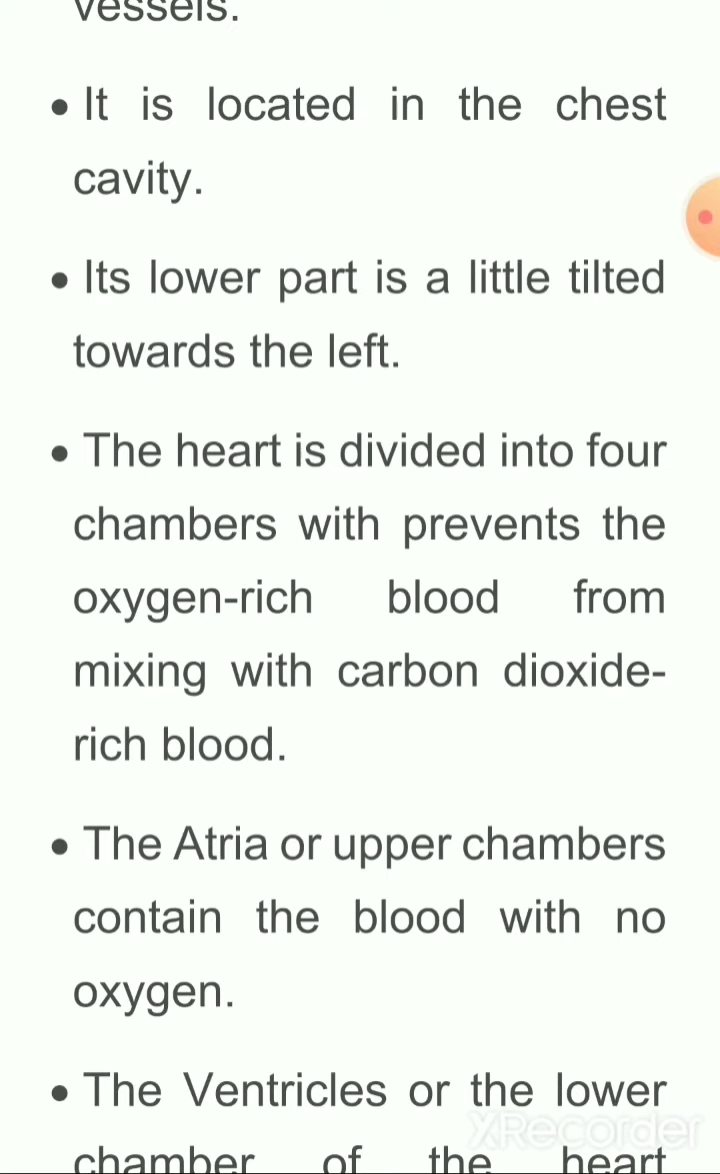 vessels.
• It is located in the chest
cavity.
• Its lower part is a little tilted
towards the left.
• The heart is divided into four
chambers with prevents the
oxygen-rich blood from
mixing with carbon dioxide-
rich blood.
• The Atria or upper chambers
contain the blood with no
oxygen.
• The Ventricles or the lower
XRecorder
chamber of the heart